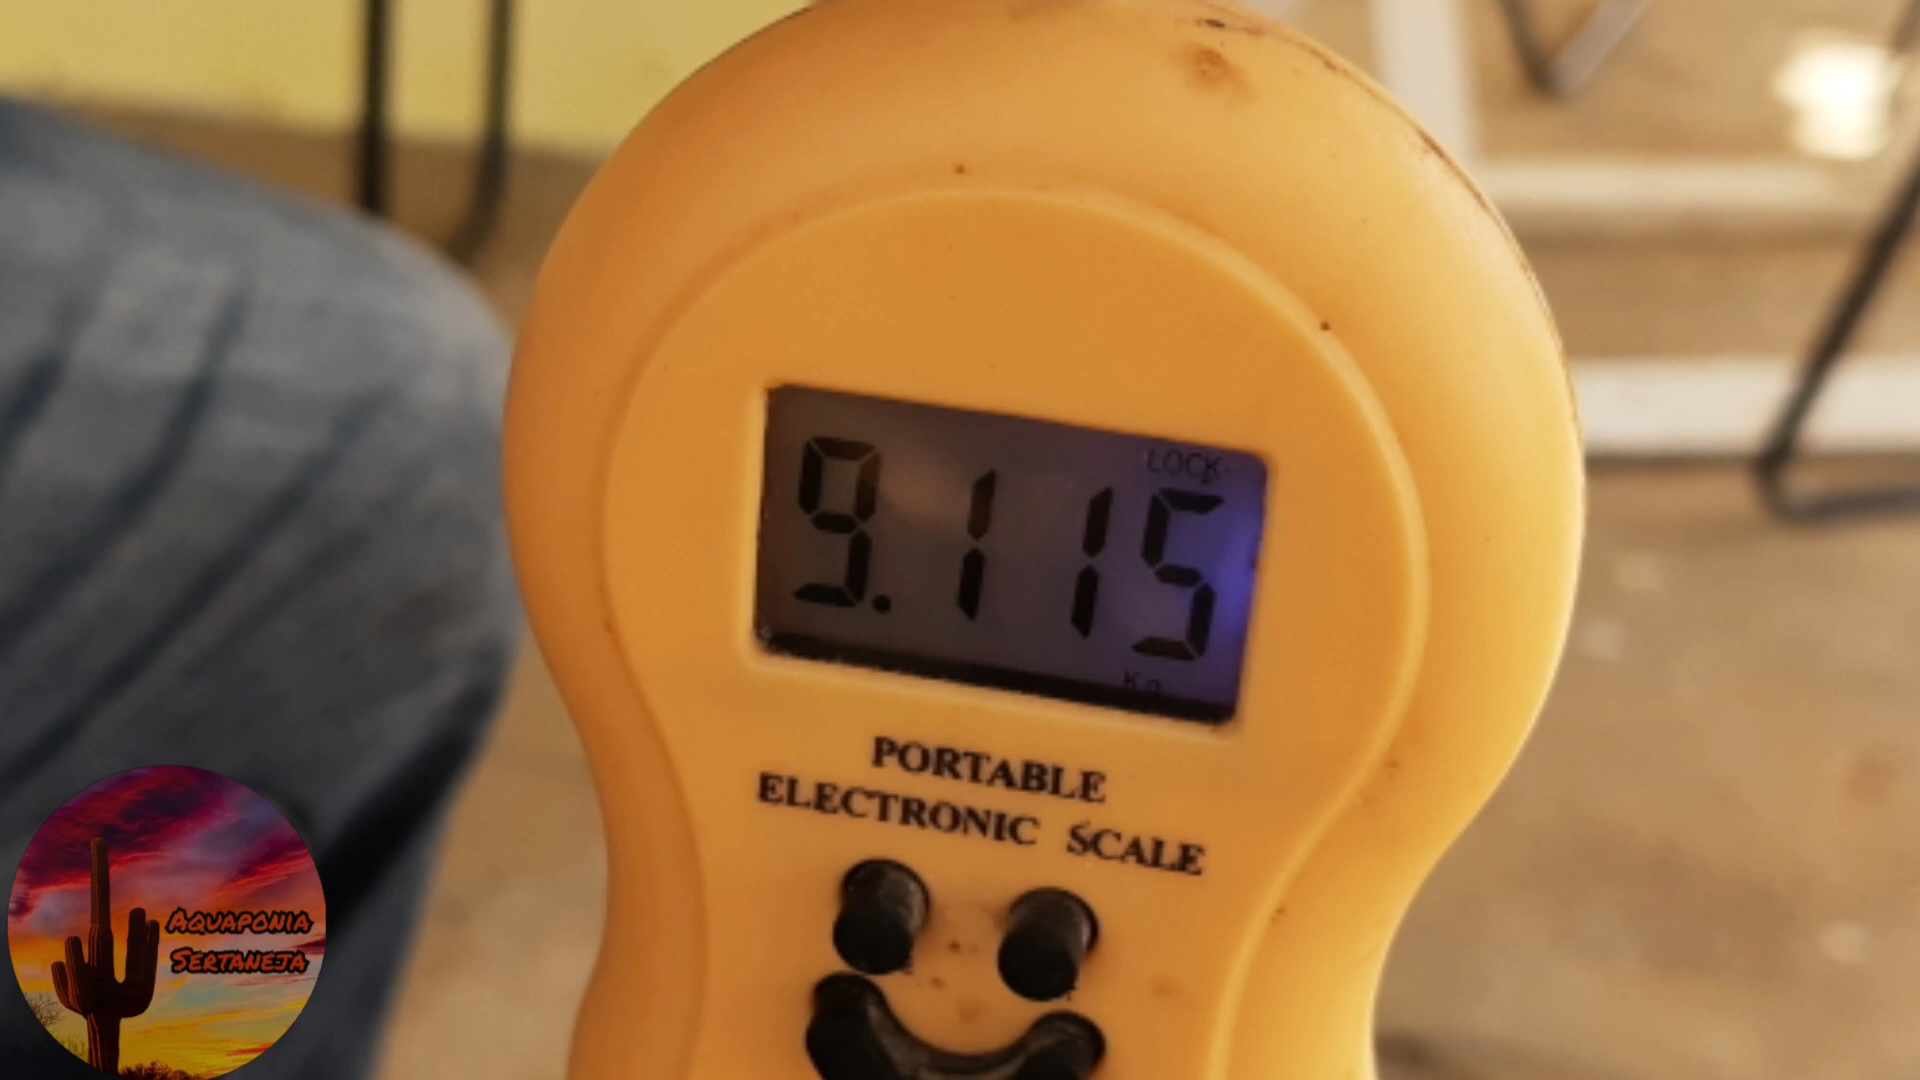 LOCK
9.115
Kg
PORTABLE
ELECTRONIC SCALE
AQUAPONIA
SERTANEJA